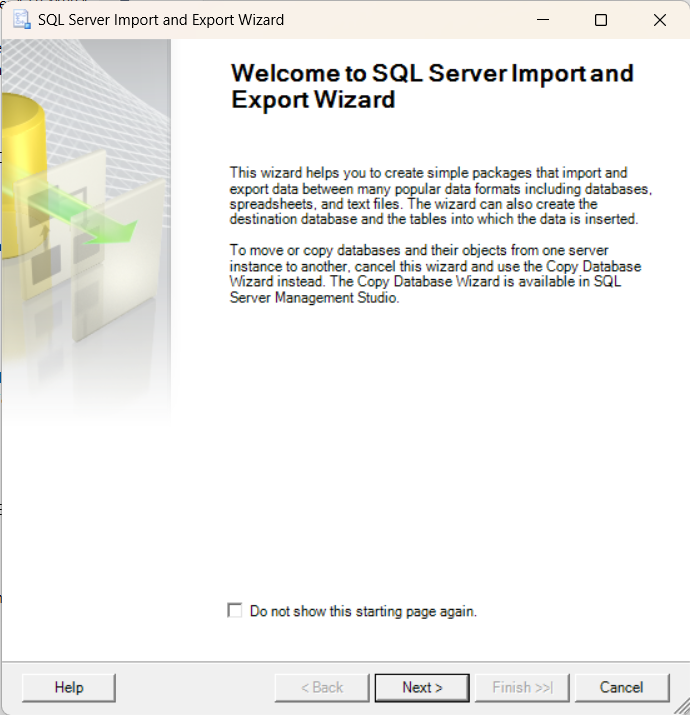 SQL Server Import and Export Wizard
Welcome to SQL Server Import and
Export Wizard
This wizard helps you to create simple packages that import and
export data between many popular data formats including databases,
spreadsheets, and text files. The wizard can also create the
destination database and the tables into which the data is inserted.
To move or copy databases and their objects from one server
instance to another, cancel this wizard and use the Copy Database
Wizard instead. The Copy Database Wizard is available in SQL
Server Management Studio.
Do not show this starting page again.
Help
< Back
Next >
Finish >>|
Cancel